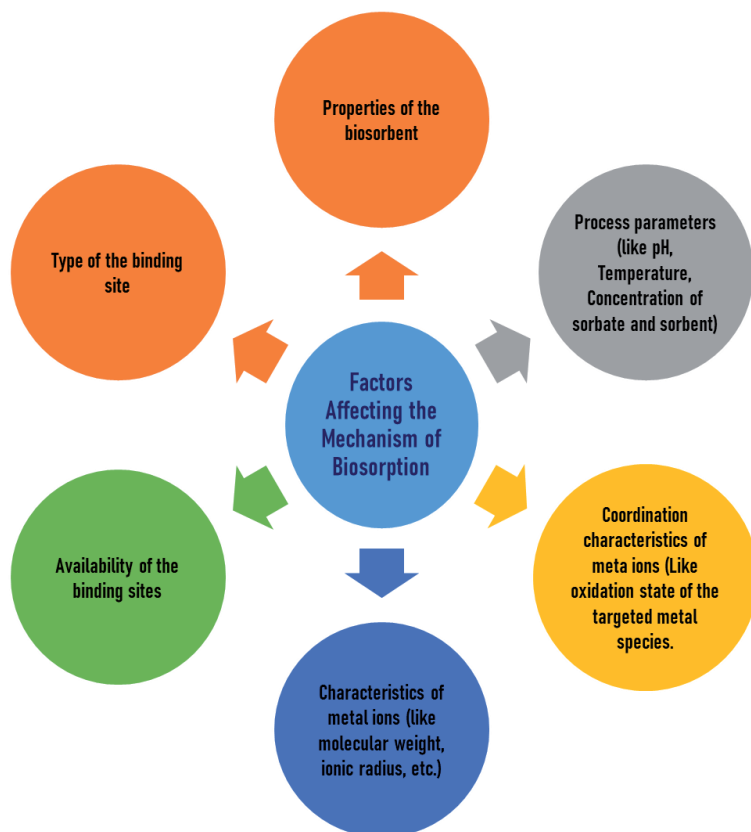 Properties of the
biosorbent
Type of the binding
site
Process parameters
(like pH,
Temperature,
Concentration of
sorbate and sorbent)
Factors
Affecting the
Mechanism of
Biosorption
Availability of the
binding sites
Coordination
characteristics of
meta ions (Like
oxidation state of the
targeted metal
species.
Characteristics of
metal ions (like
molecular weight,
ionic radius, etc.)